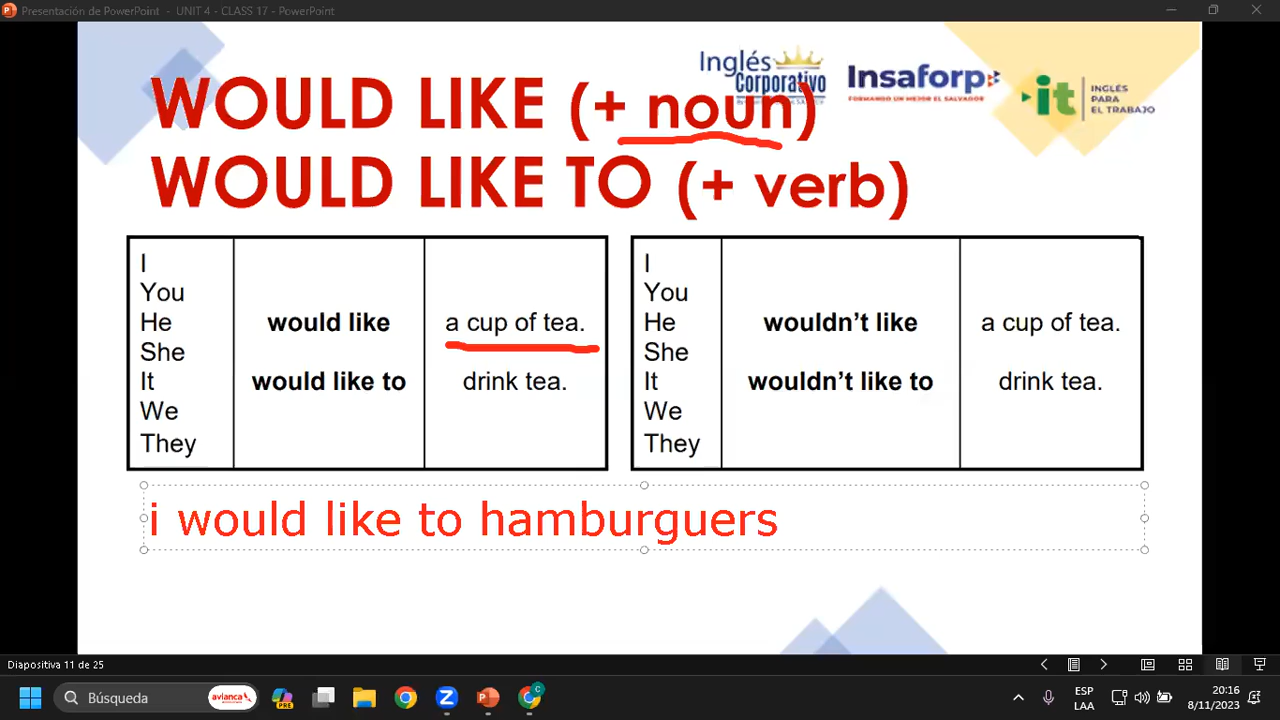 Presentación de PowerPoint - UNIT 4 - CLASS 17 - PowerPoint
Inglés Corporativo
Insaforp
FORMANDO UN MEJOR EL SALVADOR
it INGLÉS PARA EL TRABAJO
WOULD LIKE (+ noun)
WOULD LIKE TO (+ verb)
I
You
He
She
It
We
They
would like
would like to
a cup of tea.
drink tea.
I
You
He
She
It
We
They
wouldn't like
wouldn't like to
a cup of tea.
drink tea.
i would like to hamburguers
Diapositiva 11 de 25
Búsqueda
avianca
PRE
ESP
LAA
20:16
8/11/2023